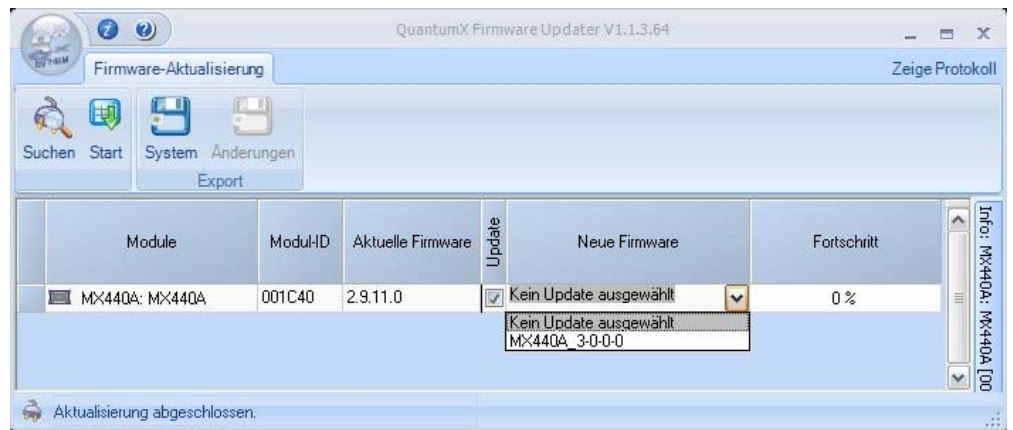 QuantumX Firmware Updater V1.1.3.64
HBM
Firmware-Aktualisierung
Zeige Protokoll
Suchen Start System Änderungen
Export
Module Modul-ID Aktuelle Firmware Update Neue Firmware Fortschritt
MX440A: MX440A 001C40 2.9.11.0 Kein Update ausgewählt 0 %
Kein Update ausgewählt
MX440A_3-0-0-0
Info: MX440A: MX440A [00
Aktualisierung abgeschlossen.